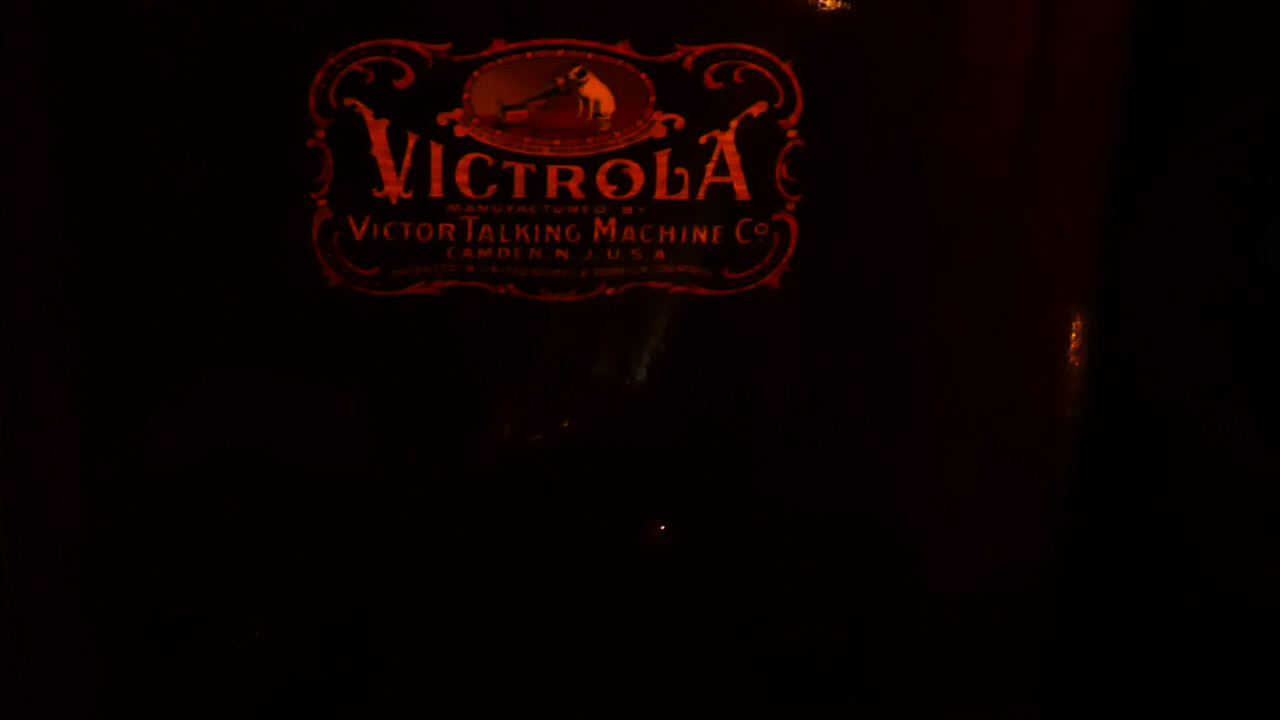 VICTROLA
MANUFACTURED BY
VICTOR TALKING MACHINE Co.
CAMDEN. N. J. U. S. A